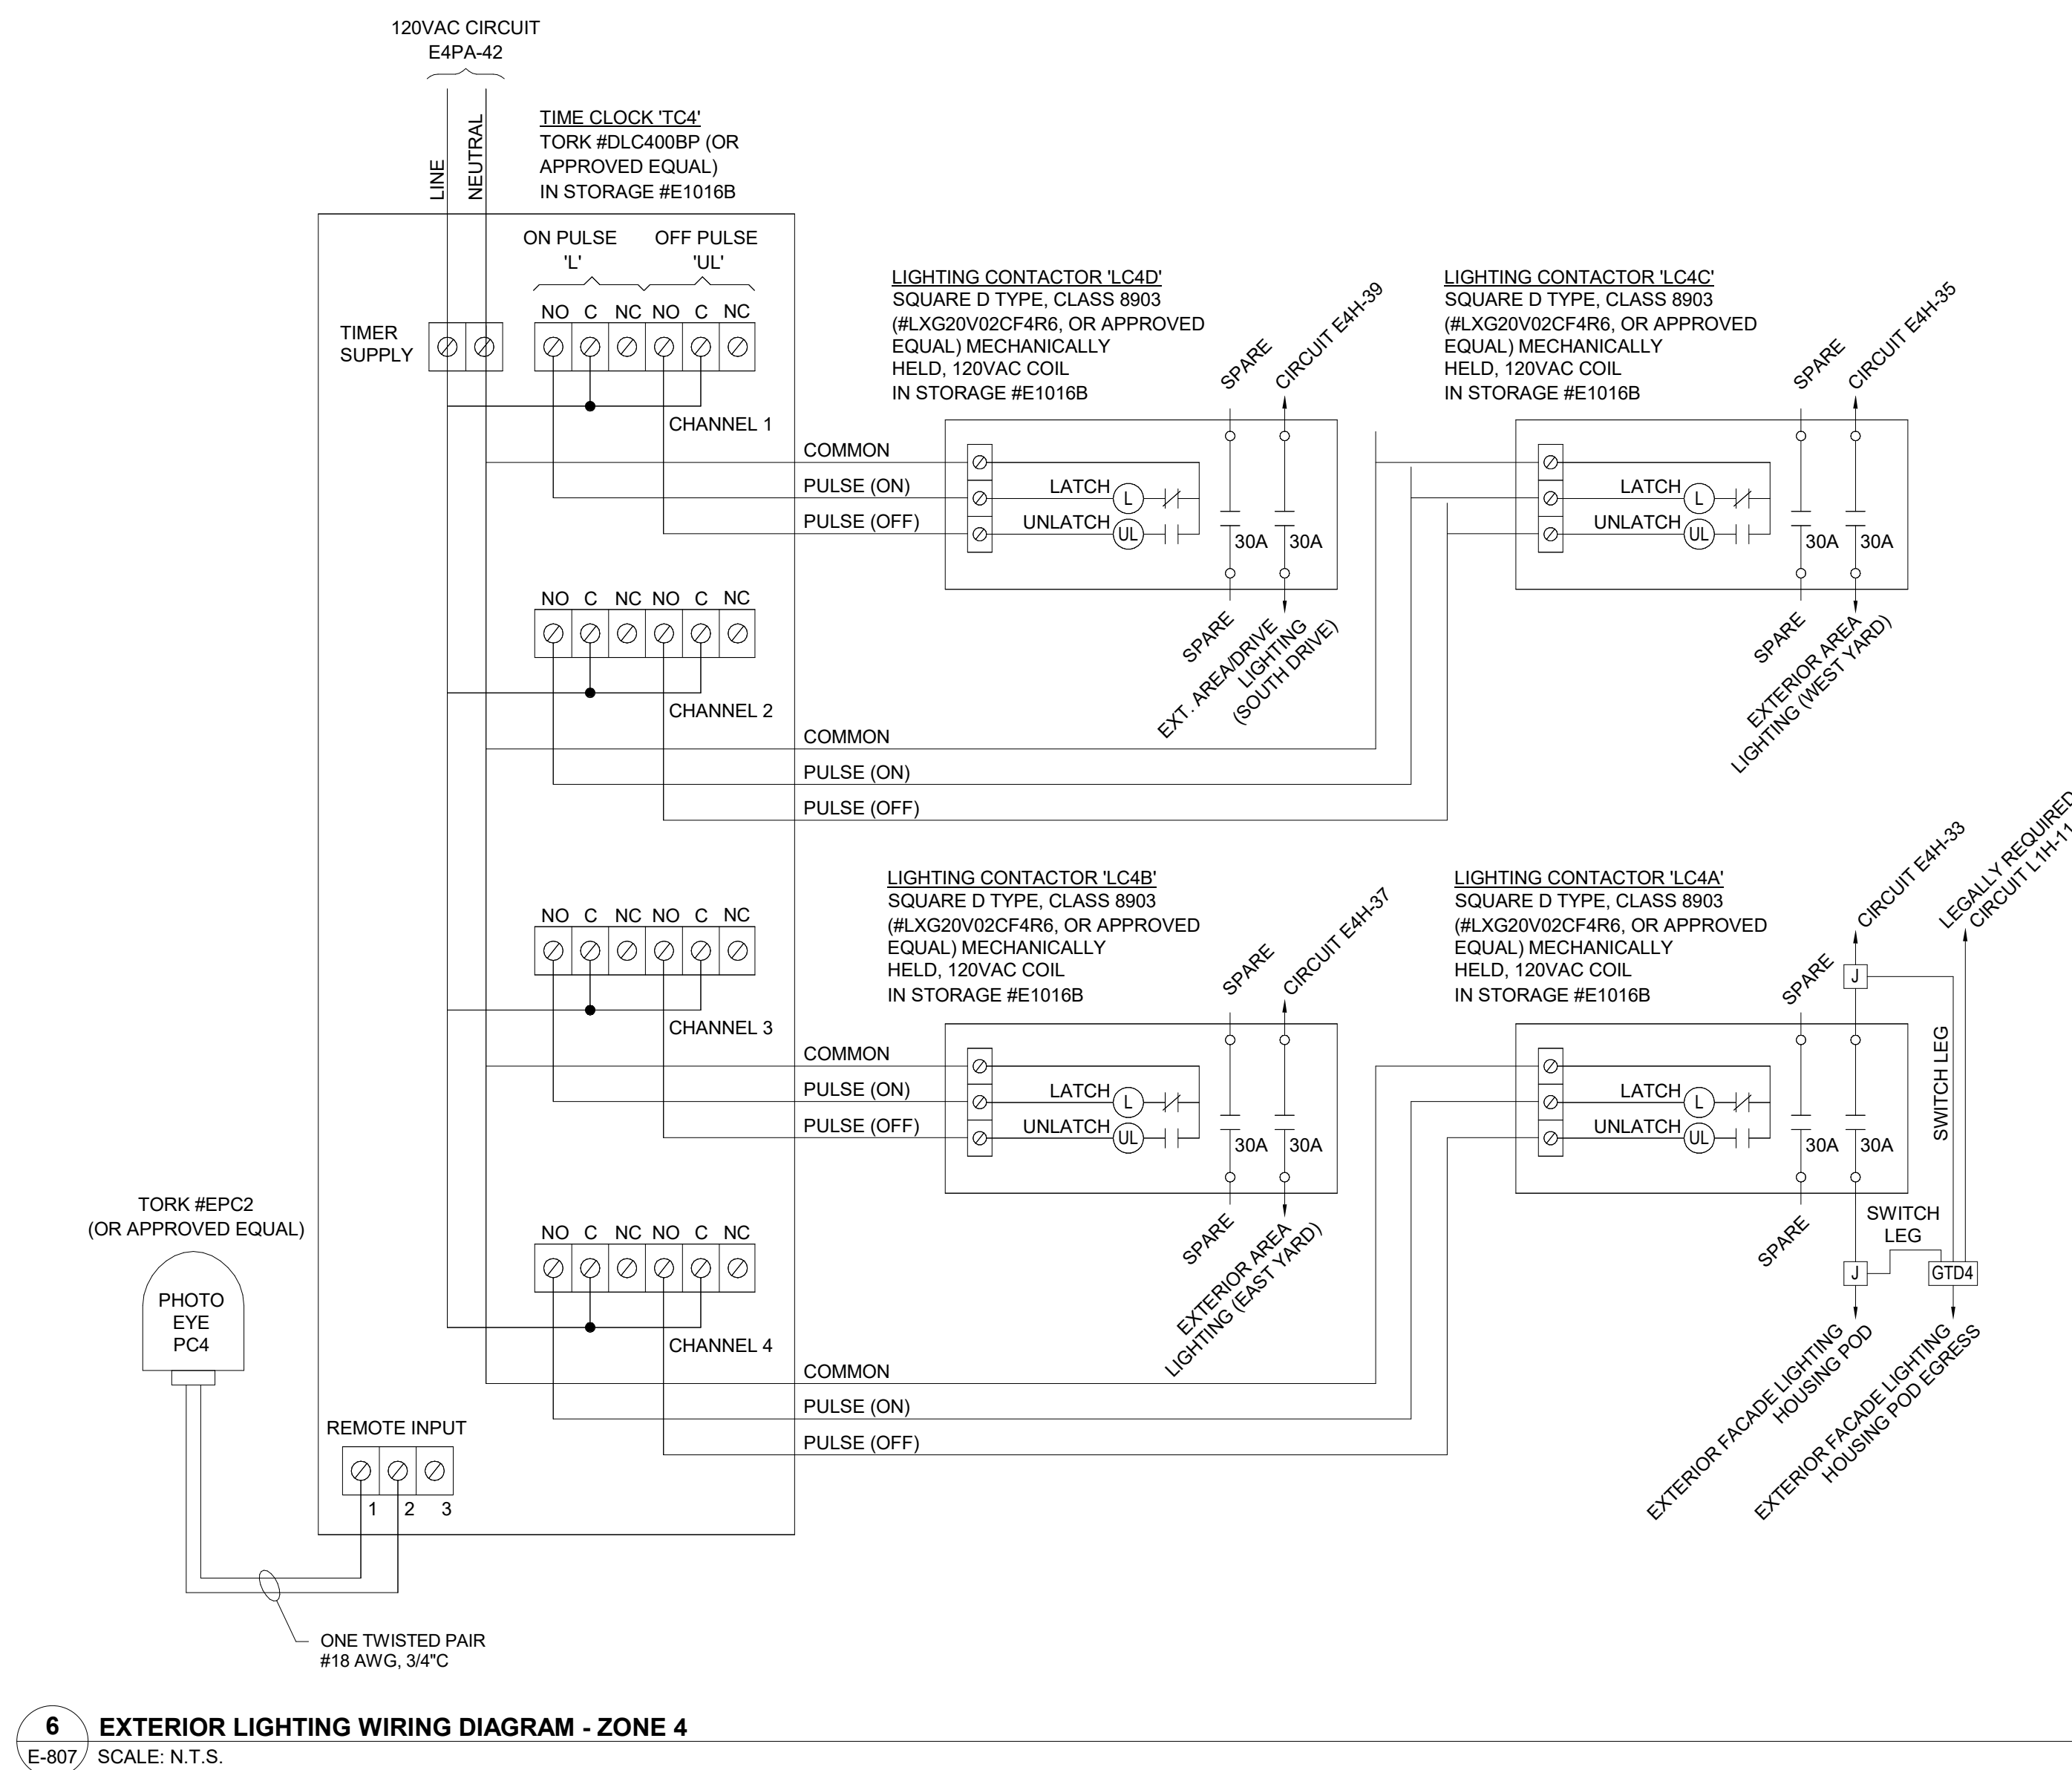 120VAC CIRCUIT
E4PA-42
LINE
NEUTRAL
TIME CLOCK 'TC4'
TORK #DLC400BP (OR
APPROVED EQUAL)
IN STORAGE #E1016B
ON PULSE
'L'
OFF PULSE
'UL'
NO C NC NO C NC
TIMER
SUPPLY
CHANNEL 1
COMMON
PULSE (ON)
PULSE (OFF)
LIGHTING CONTACTOR 'LC4D'
SQUARE D TYPE, CLASS 8903
(#LXG20V02CF4R6, OR APPROVED
EQUAL) MECHANICALLY
HELD, 120VAC COIL
IN STORAGE #E1016B
SPARE
CIRCUIT E4H-39
LATCH
L
UNLATCH
UL
30A
30A
SPARE
EXT. AREA/DRIVE
LIGHTING
(SOUTH DRIVE)
LIGHTING CONTACTOR 'LC4C'
SQUARE D TYPE, CLASS 8903
(#LXG20V02CF4R6, OR APPROVED
EQUAL) MECHANICALLY
HELD, 120VAC COIL
IN STORAGE #E1016B
SPARE
CIRCUIT E4H-35
LATCH
L
UNLATCH
UL
30A
30A
SPARE
EXTERIOR AREA
LIGHTING (WEST YARD)
NO C NC NO C NC
CHANNEL 2
COMMON
PULSE (ON)
PULSE (OFF)
NO C NC NO C NC
CHANNEL 3
COMMON
PULSE (ON)
PULSE (OFF)
LIGHTING CONTACTOR 'LC4B'
SQUARE D TYPE, CLASS 8903
(#LXG20V02CF4R6, OR APPROVED
EQUAL) MECHANICALLY
HELD, 120VAC COIL
IN STORAGE #E1016B
SPARE
CIRCUIT E4H-37
LATCH
L
UNLATCH
UL
30A
30A
SPARE
EXTERIOR AREA
LIGHTING (EAST YARD)
LIGHTING CONTACTOR 'LC4A'
SQUARE D TYPE, CLASS 8903
(#LXG20V02CF4R6, OR APPROVED
EQUAL) MECHANICALLY
HELD, 120VAC COIL
IN STORAGE #E1016B
SPARE
CIRCUIT E4H-33
LEGALLY REQUIRED
CIRCUIT L1H-11
J
SWITCH LEG
LATCH
L
UNLATCH
UL
30A
30A
SPARE
SWITCH
LEG
J
GTD4
EXTERIOR FACADE LIGHTING
HOUSING POD
EXTERIOR FACADE LIGHTING
HOUSING POD EGRESS
NO C NC NO C NC
CHANNEL 4
COMMON
PULSE (ON)
PULSE (OFF)
TORK #EPC2
(OR APPROVED EQUAL)
PHOTO
EYE
PC4
REMOTE INPUT
1 2 3
ONE TWISTED PAIR
#18 AWG, 3/4"C
6
E-807
EXTERIOR LIGHTING WIRING DIAGRAM - ZONE 4
SCALE: N.T.S.